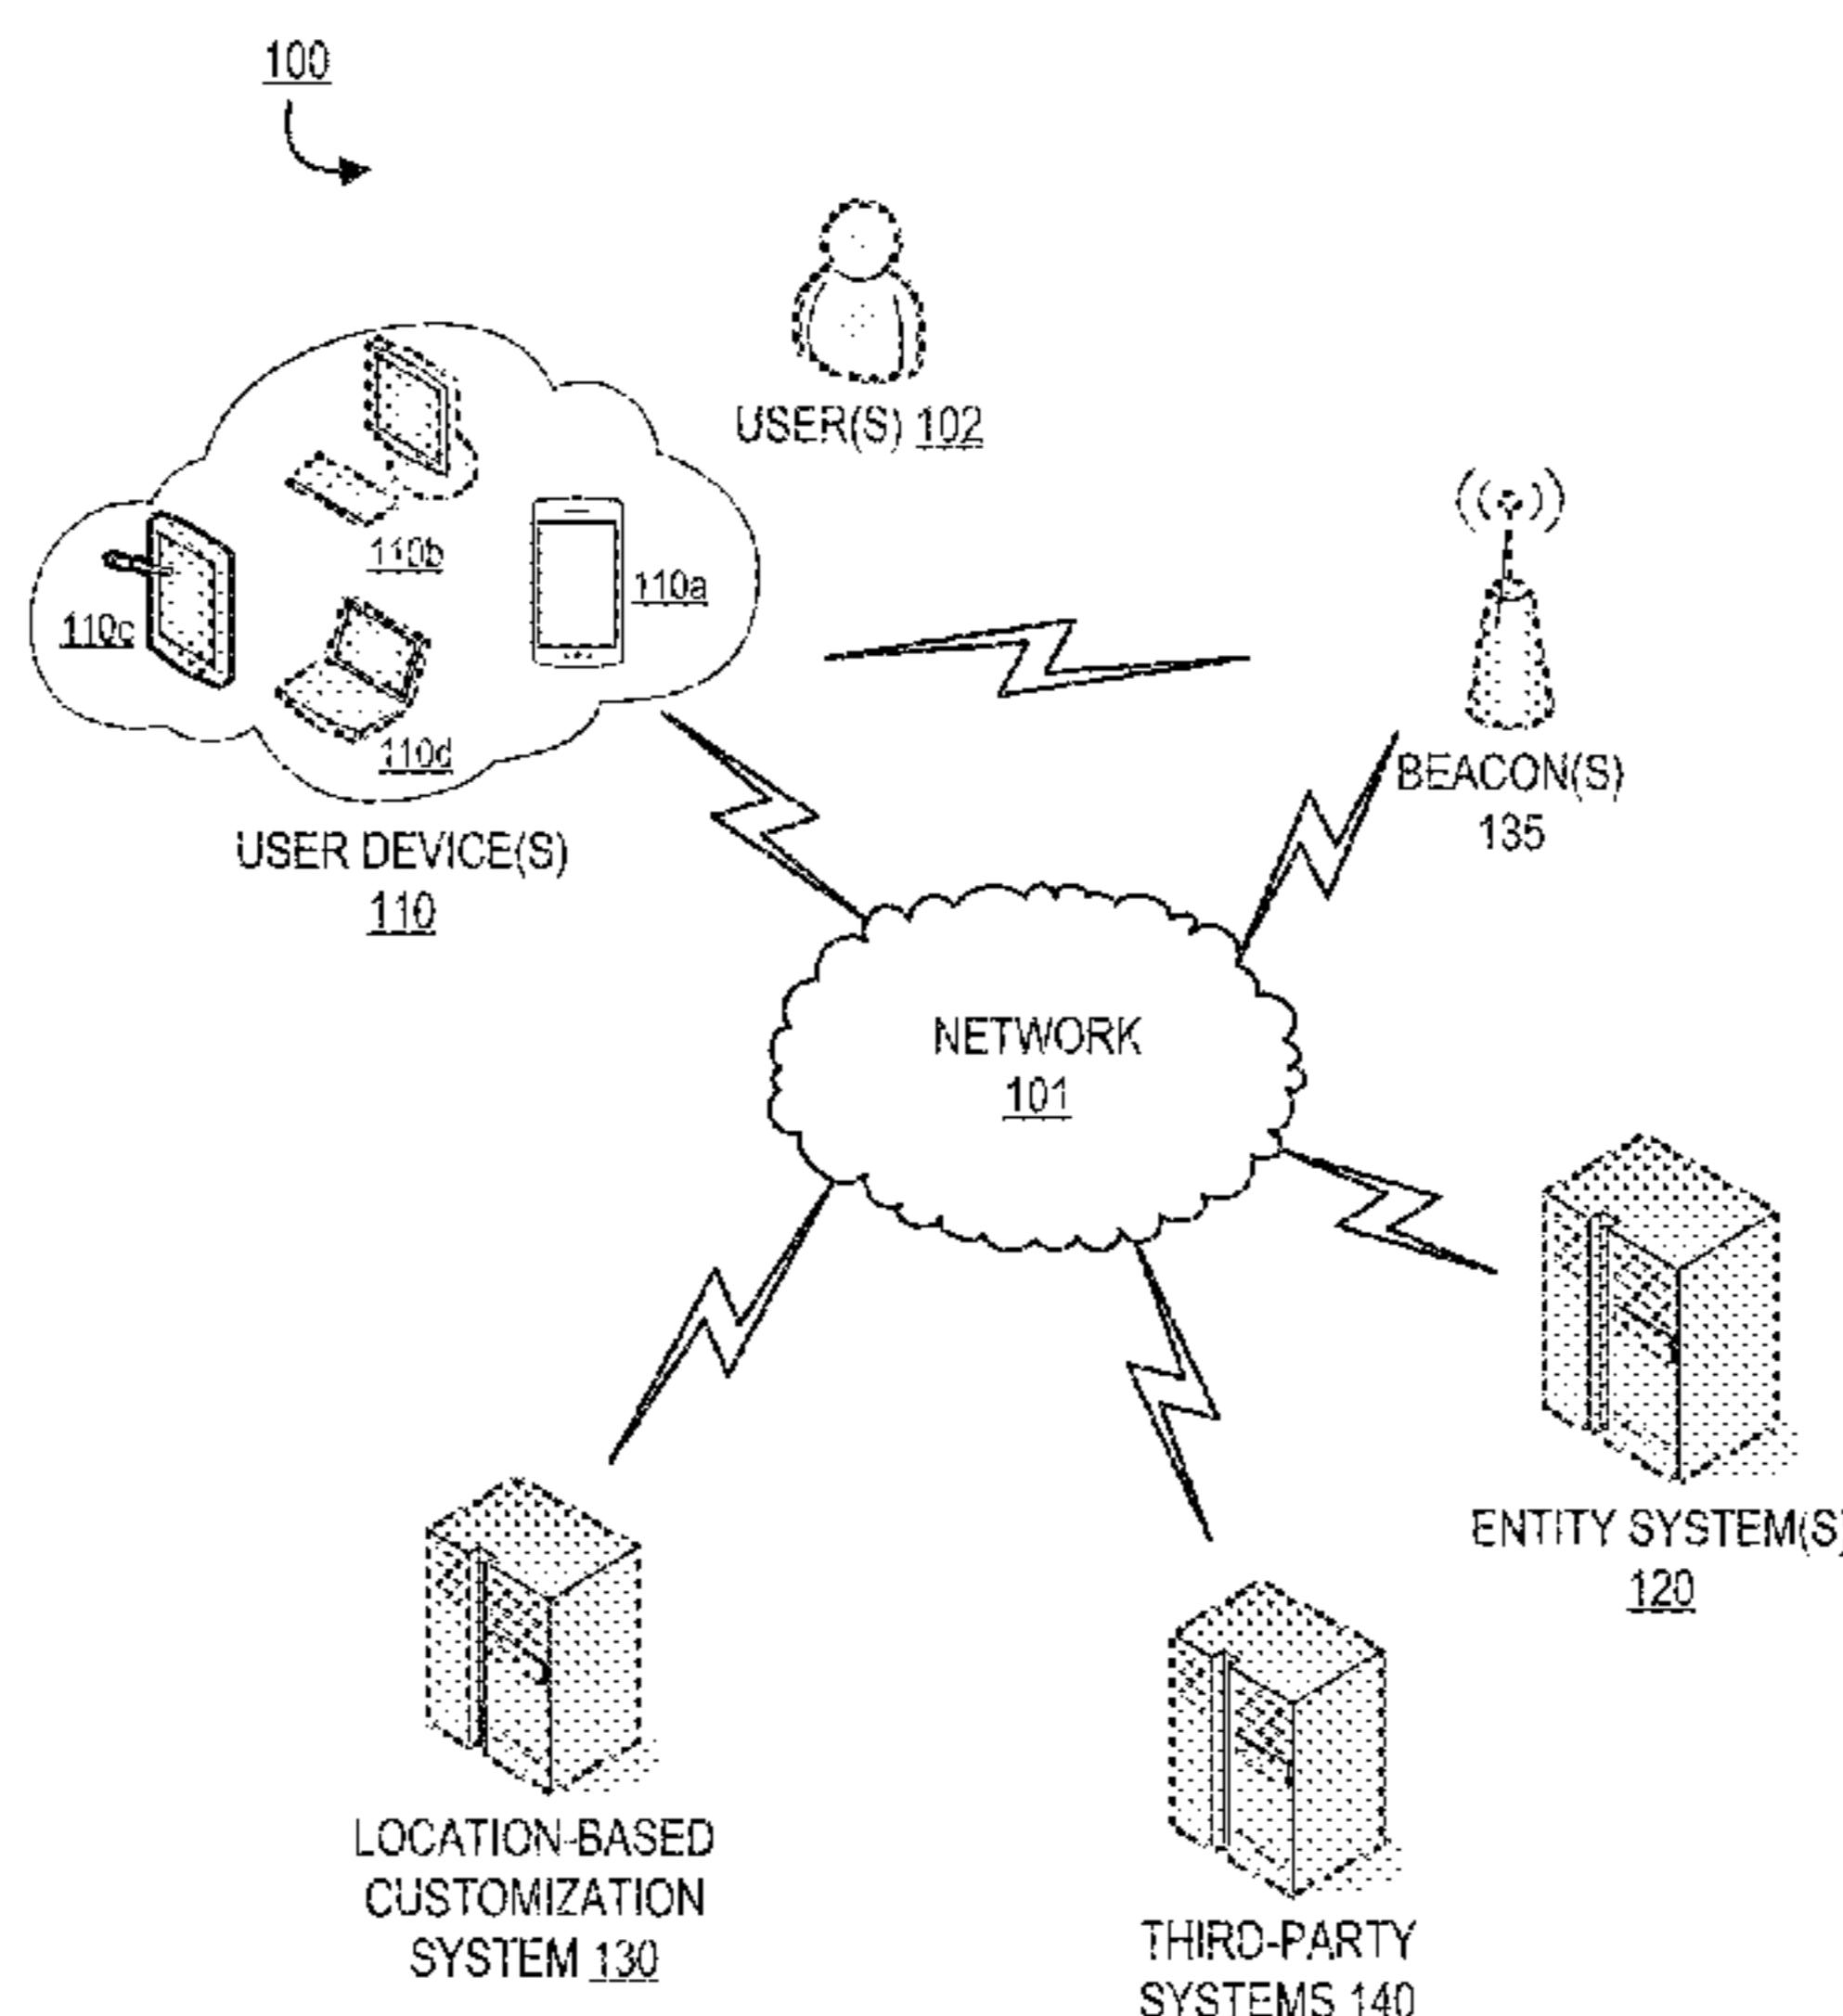 100
USER(S) 102
110b
110a
110c
110d
USER DEVICE(S)
110
BEACON(S)
135
NETWORK
101
ENTITY SYSTEM(S)
120
LOCATION-BASED
CUSTOMIZATION
SYSTEM 130
THIRD-PARTY
SYSTEMS 140